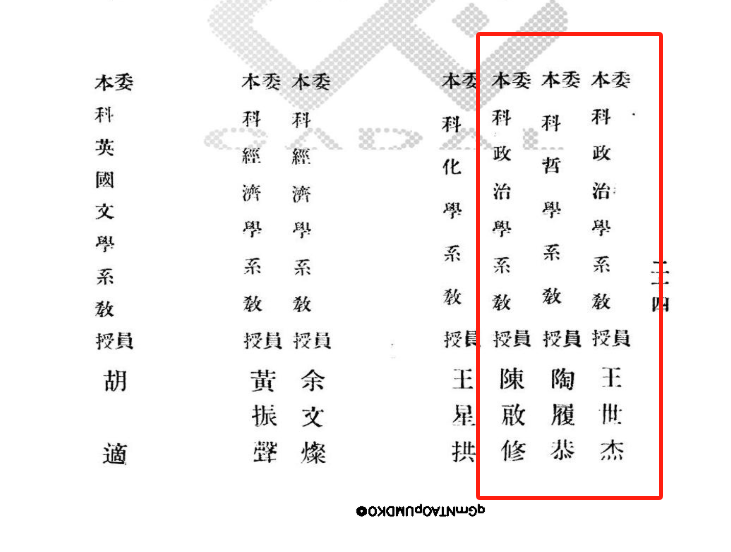 委員
本科政治學系教授
王世杰
委員
本科哲學系教授
陶履恭
委員
本科政治學系教授
陳啟修
委員
本科化學系教授
王星拱
委員
本科經濟學系教授
余文燦
委員
本科經濟學系教授
黃振聲
委員
本科英國文學系教授
胡適
CADAL